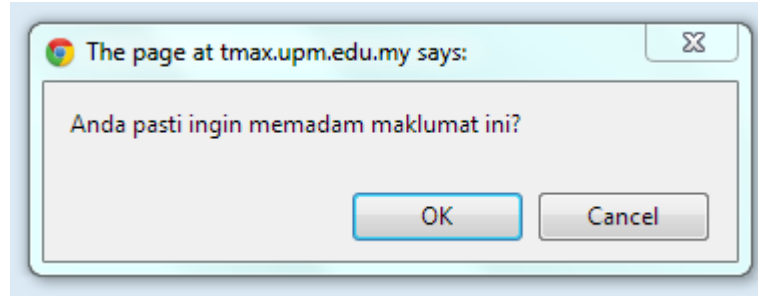 The page at tmax.upm.edu.my says:
Anda pasti ingin memadam maklumat ini?
OK Cancel